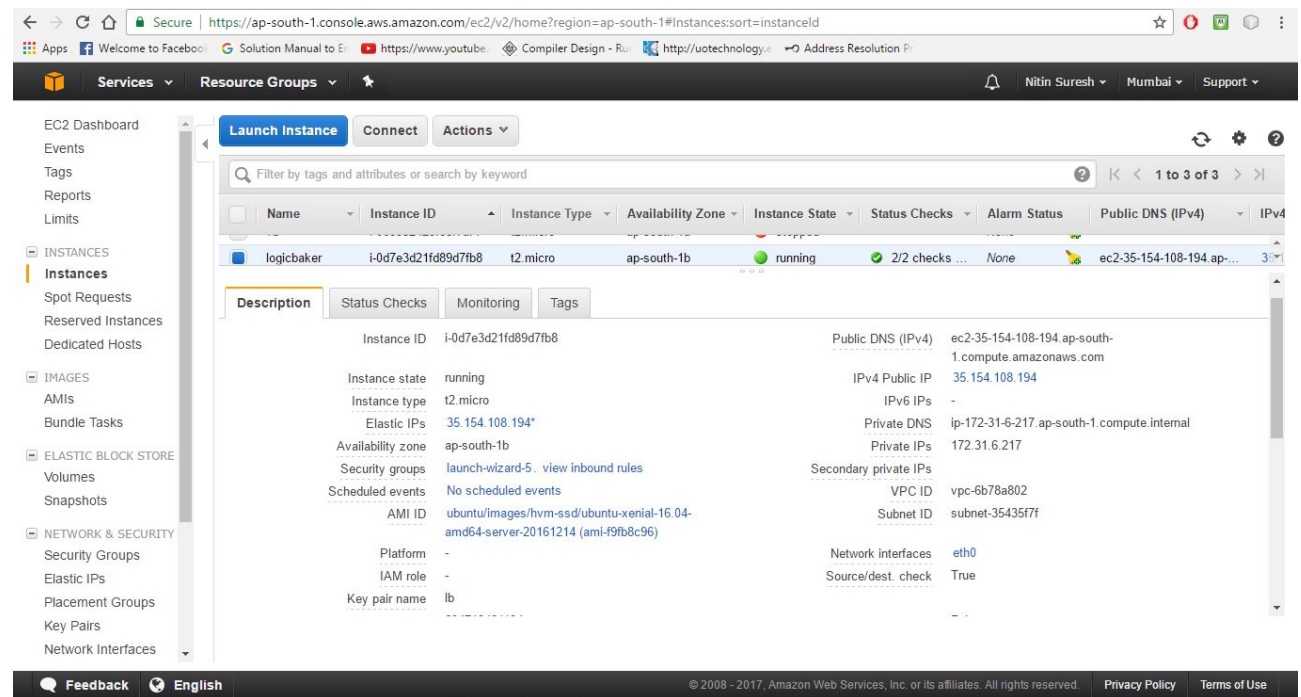 Secure | https://ap-south-1.console.aws.amazon.com/ec2/v2/home?region=ap-south-1#Instances:sort=instanceId
Apps Welcome to Facebook Solution Manual to En https://www.youtube. Compiler Design - Ru http://uotechnology.e Address Resolution Pr
Services Resource Groups Nitin Suresh Mumbai Support
EC2 Dashboard
Events
Tags
Reports
Limits
INSTANCES
Instances
Spot Requests
Reserved Instances
Dedicated Hosts
IMAGES
AMIs
Bundle Tasks
ELASTIC BLOCK STORE
Volumes
Snapshots
NETWORK & SECURITY
Security Groups
Elastic IPs
Placement Groups
Key Pairs
Network Interfaces
Launch Instance Connect Actions
Filter by tags and attributes or search by keyword 1 to 3 of 3
Name Instance ID Instance Type Availability Zone Instance State Status Checks Alarm Status Public DNS (IPv4) IPv4
logicbaker i-0d7e3d21fd89d7fb8 t2.micro ap-south-1b running 2/2 checks ... None ec2-35-154-108-194.ap-...
Description Status Checks Monitoring Tags
Instance ID i-0d7e3d21fd89d7fb8
Instance state running
Instance type t2.micro
Elastic IPs 35.154.108.194*
Availability zone ap-south-1b
Security groups launch-wizard-5. view inbound rules
Scheduled events No scheduled events
AMI ID ubuntu/images/hvm-ssd/ubuntu-xenial-16.04-
amd64-server-20161214 (ami-f9fb8c96)
Platform -
IAM role -
Key pair name lb
Public DNS (IPv4) ec2-35-154-108-194.ap-south-
1.compute.amazonaws.com
IPv4 Public IP 35.154.108.194
IPv6 IPs -
Private DNS ip-172-31-6-217.ap-south-1.compute.internal
Private IPs 172.31.6.217
Secondary private IPs
VPC ID vpc-6b78a802
Subnet ID subnet-35435f7f
Network interfaces eth0
Source/dest. check True
Feedback English © 2008 - 2017, Amazon Web Services, Inc. or its affiliates. All rights reserved. Privacy Policy Terms of Use